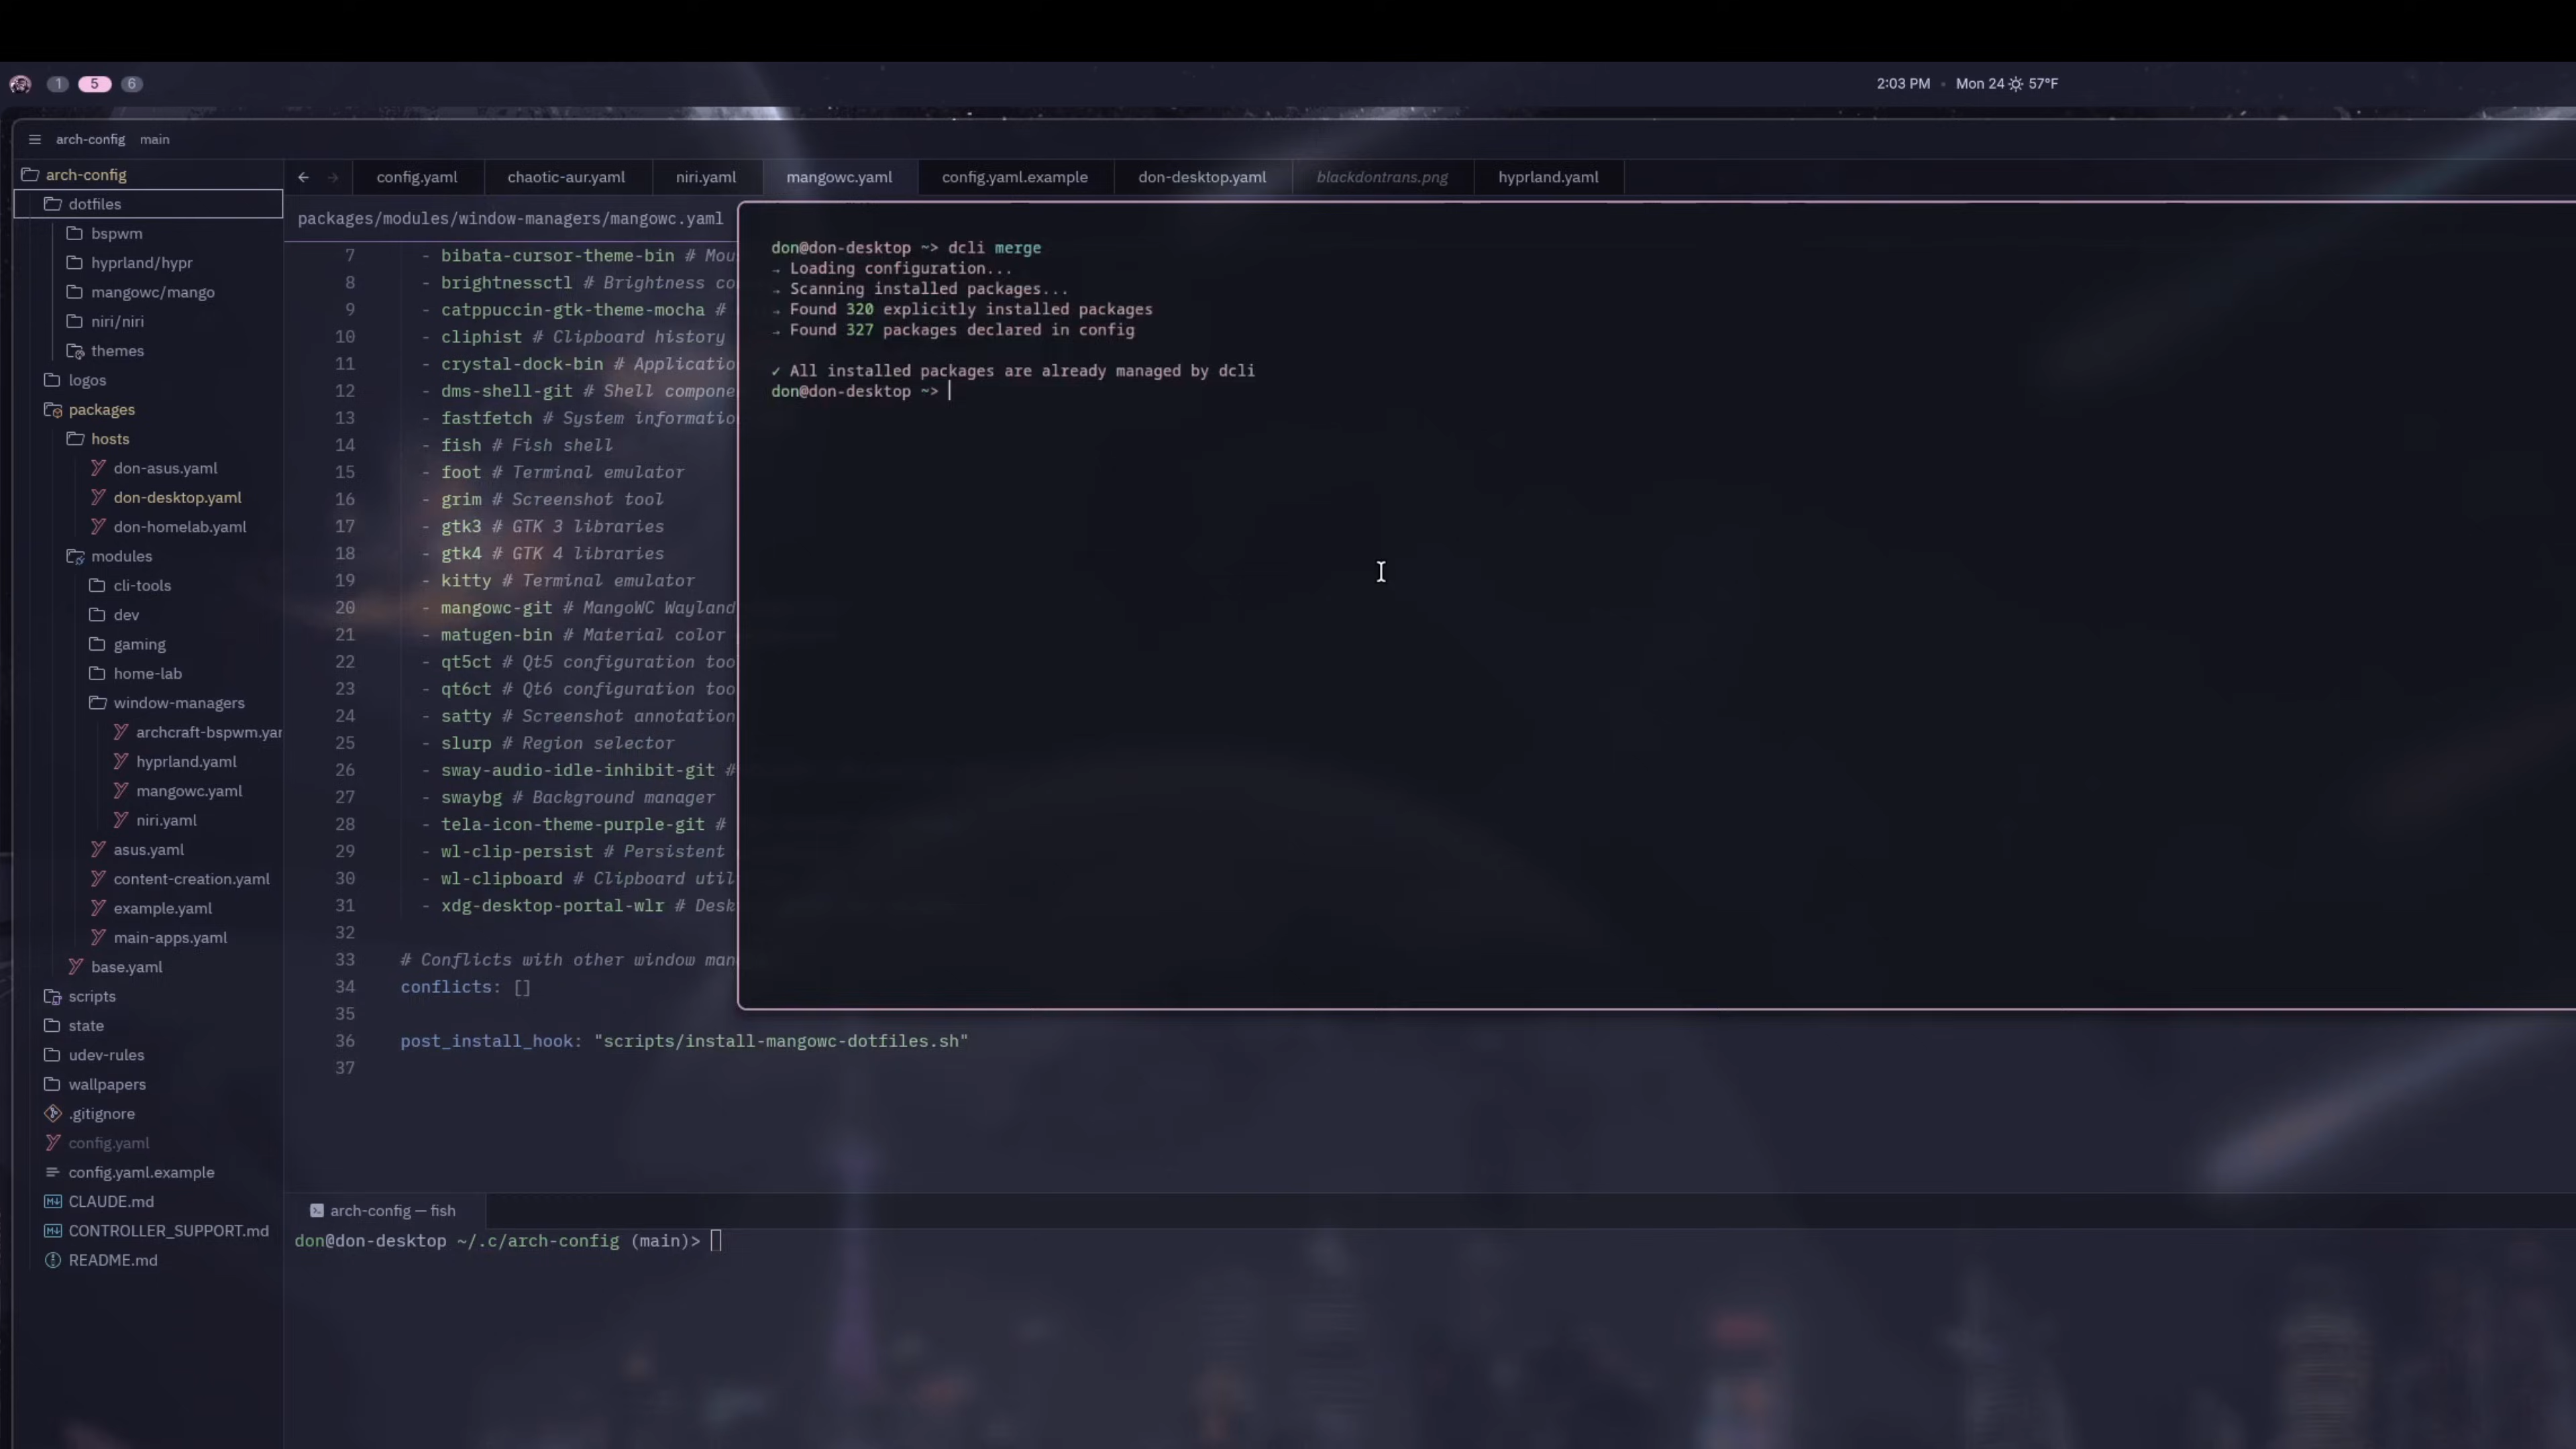 1 5 6
2:03 PM • Mon 24 57°F
arch-config main
arch-config
dotfiles
bspwm
hyprland/hypr
mangowc/mango
niri/niri
themes
logos
packages
hosts
don-asus.yaml
don-desktop.yaml
don-homelab.yaml
modules
cli-tools
dev
gaming
home-lab
window-managers
archcraft-bspwm.yar
hyprland.yaml
mangowc.yaml
niri.yaml
asus.yaml
content-creation.yaml
example.yaml
main-apps.yaml
base.yaml
scripts
state
udev-rules
wallpapers
.gitignore
config.yaml
config.yaml.example
CLAUDE.md
CONTROLLER_SUPPORT.md
README.md
config.yaml chaotic-aur.yaml niri.yaml mangowc.yaml config.yaml.example don-desktop.yaml blackdontrans.png hyprland.yaml
packages/modules/window-managers/mangowc.yaml
7 - bibata-cursor-theme-bin # Mou
8 - brightnessctl # Brightness co
9 - catppuccin-gtk-theme-mocha #
10 - cliphist # Clipboard history
11 - crystal-dock-bin # Applicatio
12 - dms-shell-git # Shell compone
13 - fastfetch # System informatio
14 - fish # Fish shell
15 - foot # Terminal emulator
16 - grim # Screenshot tool
17 - gtk3 # GTK 3 libraries
18 - gtk4 # GTK 4 libraries
19 - kitty # Terminal emulator
20 - mangowc-git # MangoWC Wayland
21 - matugen-bin # Material color
22 - qt5ct # Qt5 configuration too
23 - qt6ct # Qt6 configuration too
24 - satty # Screenshot annotation
25 - slurp # Region selector
26 - sway-audio-idle-inhibit-git #
27 - swaybg # Background manager
28 - tela-icon-theme-purple-git #
29 - wl-clip-persist # Persistent
30 - wl-clipboard # Clipboard util
31 - xdg-desktop-portal-wlr # Desk
32
33 # Conflicts with other window man
34 conflicts: []
35
36 post_install_hook: "scripts/install-mangowc-dotfiles.sh"
37
don@don-desktop ~> dcli merge
→ Loading configuration...
→ Scanning installed packages...
→ Found 320 explicitly installed packages
→ Found 327 packages declared in config
✓ All installed packages are already managed by dcli
don@don-desktop ~>
arch-config — fish
don@don-desktop ~/.c/arch-config (main)>